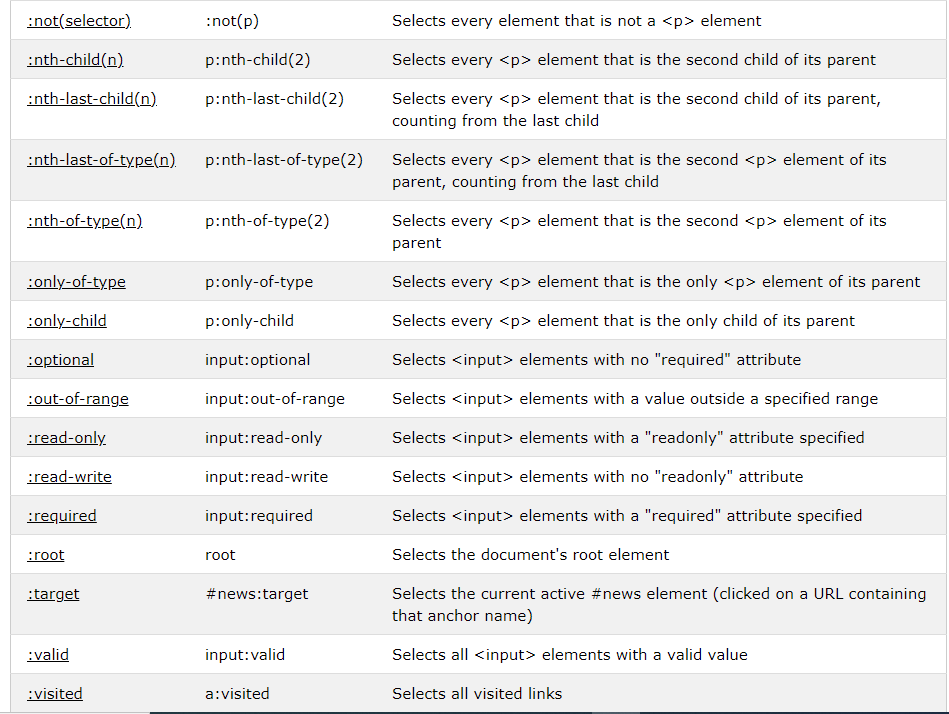 :not(selector) :not(p) Selects every element that is not a <p> element
:nth-child(n) p:nth-child(2) Selects every <p> element that is the second child of its parent
:nth-last-child(n) p:nth-last-child(2) Selects every <p> element that is the second child of its parent,
counting from the last child
:nth-last-of-type(n) p:nth-last-of-type(2) Selects every <p> element that is the second <p> element of its
parent, counting from the last child
:nth-of-type(n) p:nth-of-type(2) Selects every <p> element that is the second <p> element of its
parent
:only-of-type p:only-of-type Selects every <p> element that is the only <p> element of its parent
:only-child p:only-child Selects every <p> element that is the only child of its parent
:optional input:optional Selects <input> elements with no "required" attribute
:out-of-range input:out-of-range Selects <input> elements with a value outside a specified range
:read-only input:read-only Selects <input> elements with a "readonly" attribute specified
:read-write input:read-write Selects <input> elements with no "readonly" attribute
:required input:required Selects <input> elements with a "required" attribute specified
:root root Selects the document's root element
:target #news:target Selects the current active #news element (clicked on a URL containing
that anchor name)
:valid input:valid Selects all <input> elements with a valid value
:visited a:visited Selects all visited links